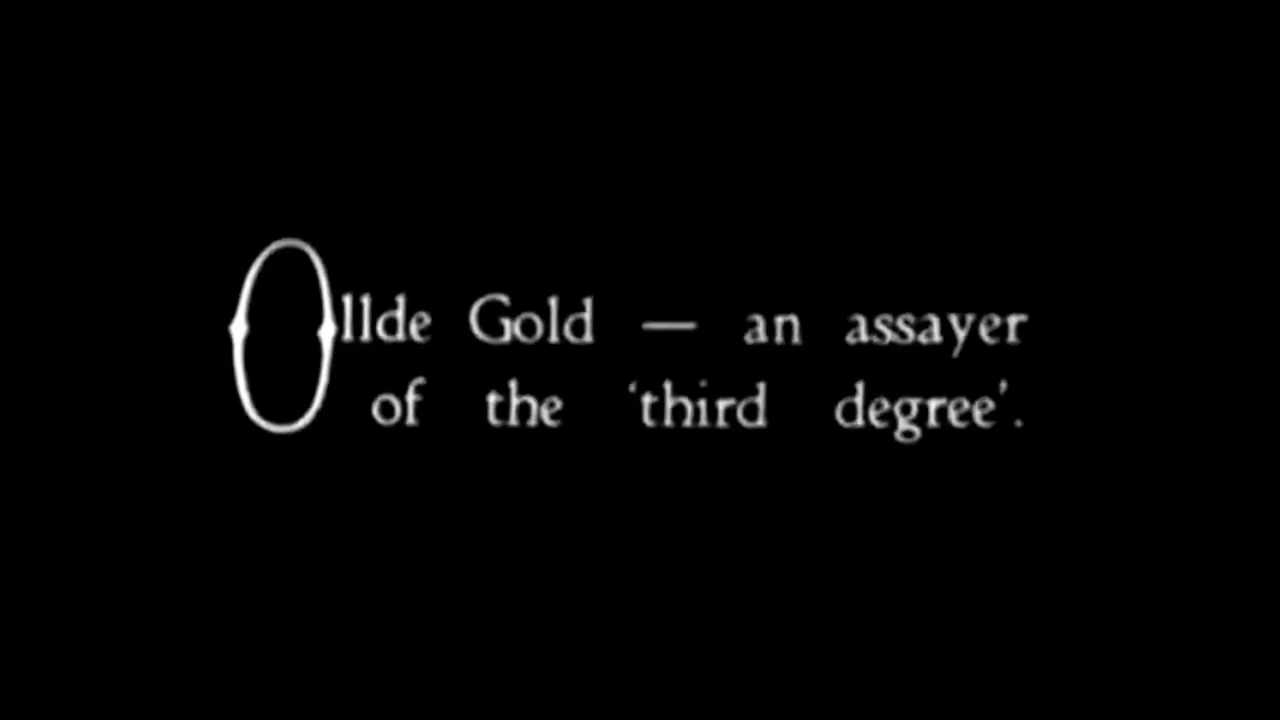 Ollde Gold — an assayer
of the ‘third degree’.